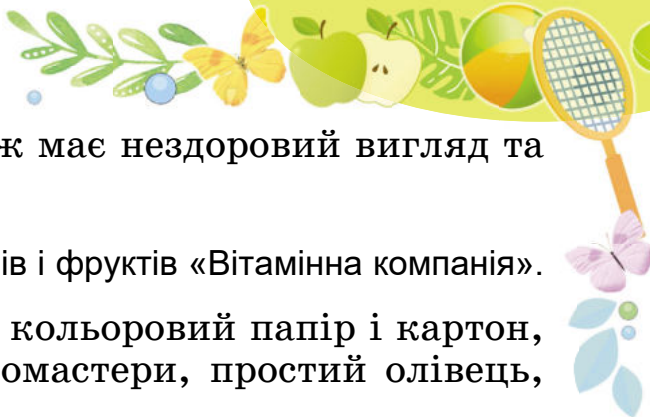 ж має нездоровий вигляд та
ів і фруктів «Вітамінна компанія».
кольоровий папір і картон,
омастери, простий олівець,